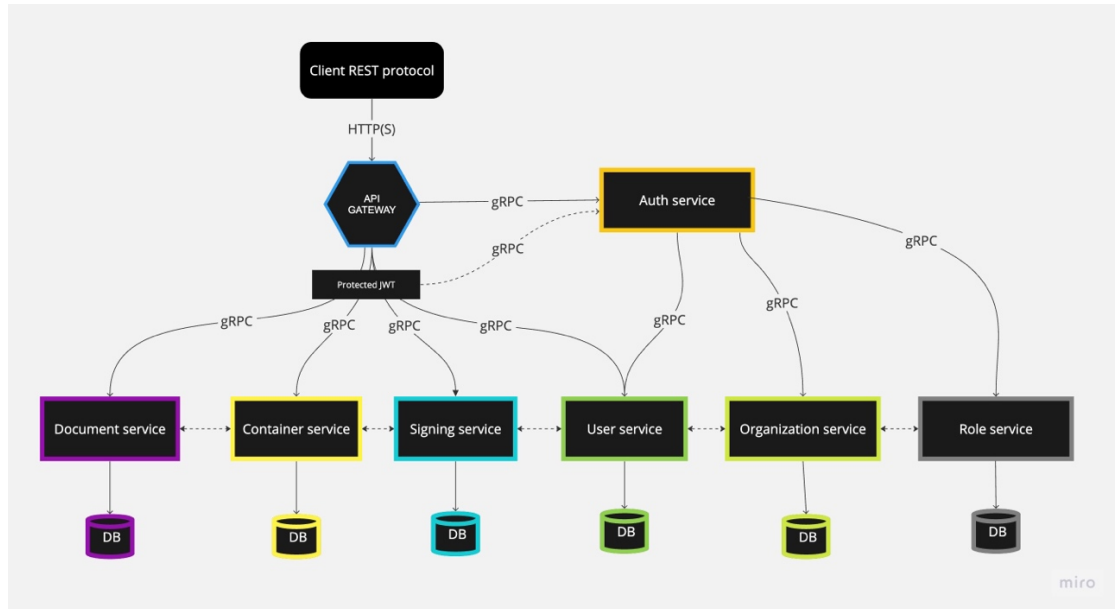 Client REST protocol
HTTP(S)
API
GATEWAY
gRPC
Auth service
gRPC
gRPC
Protected JWT
gRPC
gRPC
gRPC
gRPC
gRPC
gRPC
gRPC
Document service
Container service
Signing service
User service
Organization service
Role service
DB
DB
DB
DB
DB
DB
miro